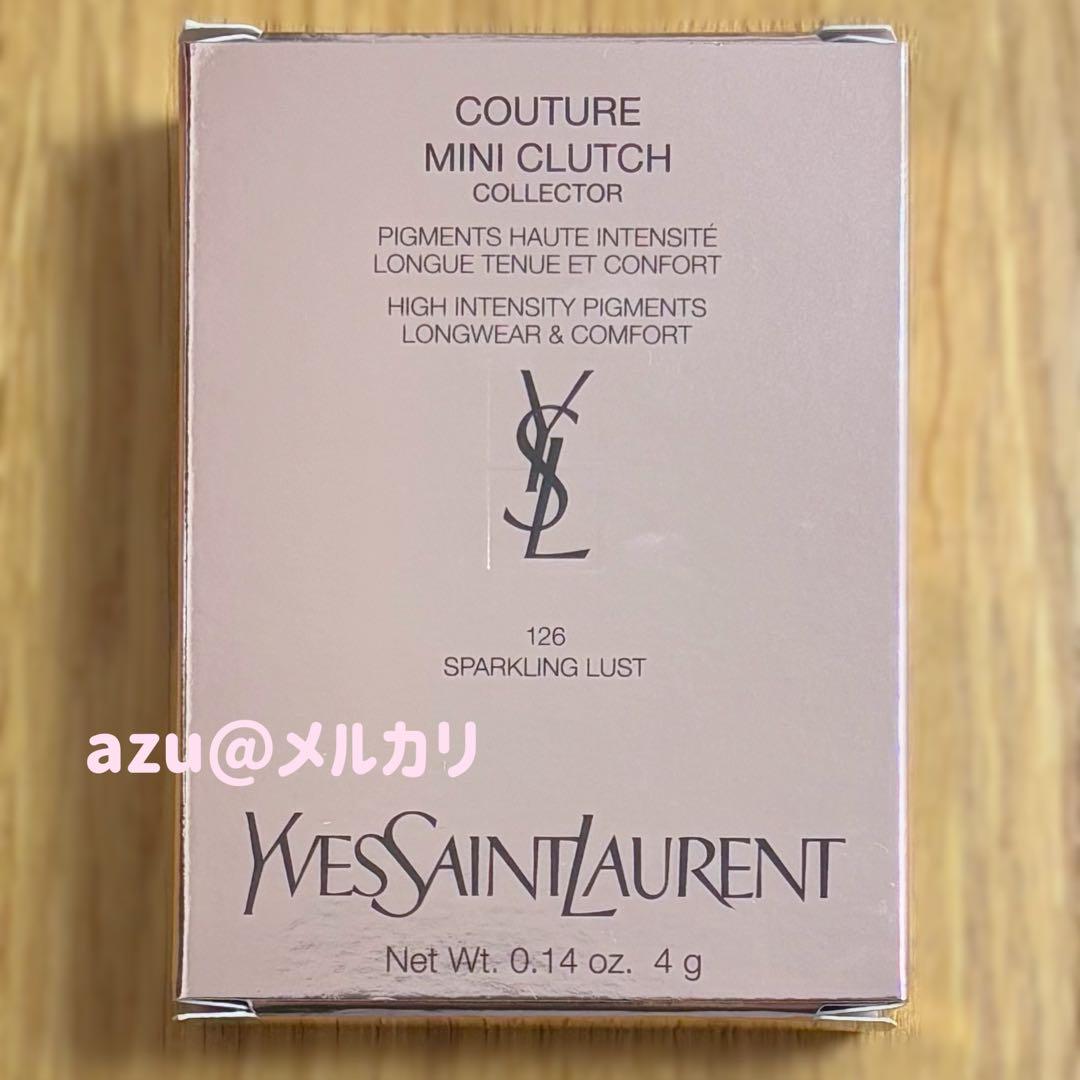 COUTURE
MINI CLUTCH
COLLECTOR
PIGMENTS HAUTE INTENSITÉ
LONGUE TENUE ET CONFORT
HIGH INTENSITY PIGMENTS
LONGWEAR & COMFORT
YSL
126
SPARKLING LUST
azu@メルカリ
YVESSAINTLAURENT
Net Wt. 0.14 oz. 4 g